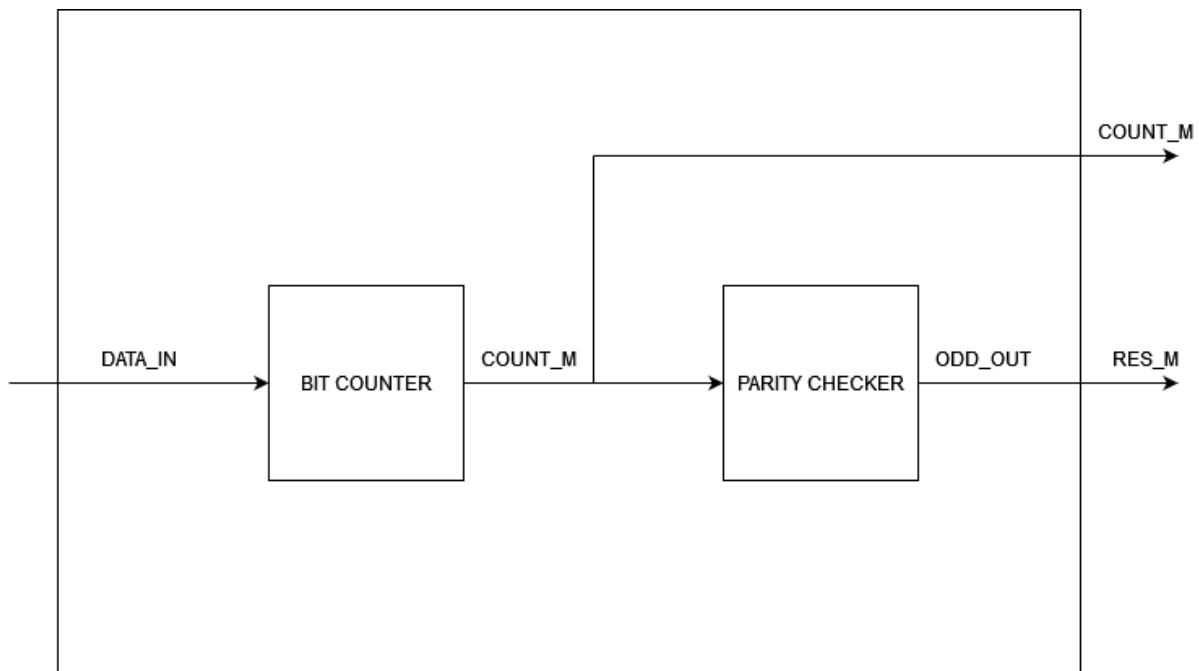 COUNT_M
DATA_IN
COUNT_M
ODD_OUT
RES_M
BIT COUNTER
PARITY CHECKER